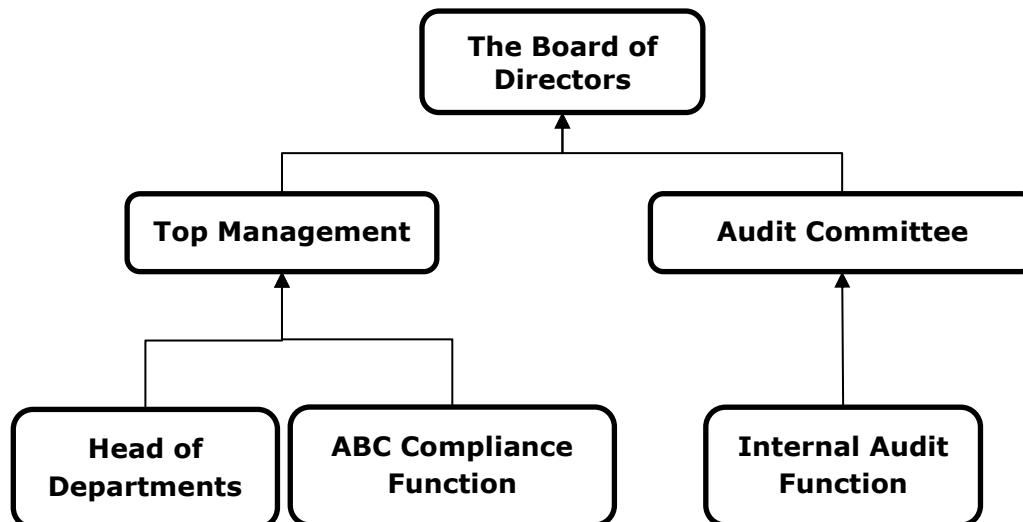 The Board of
Directors
Top Management
Audit Committee
Head of
Departments
ABC Compliance
Function
Internal Audit
Function